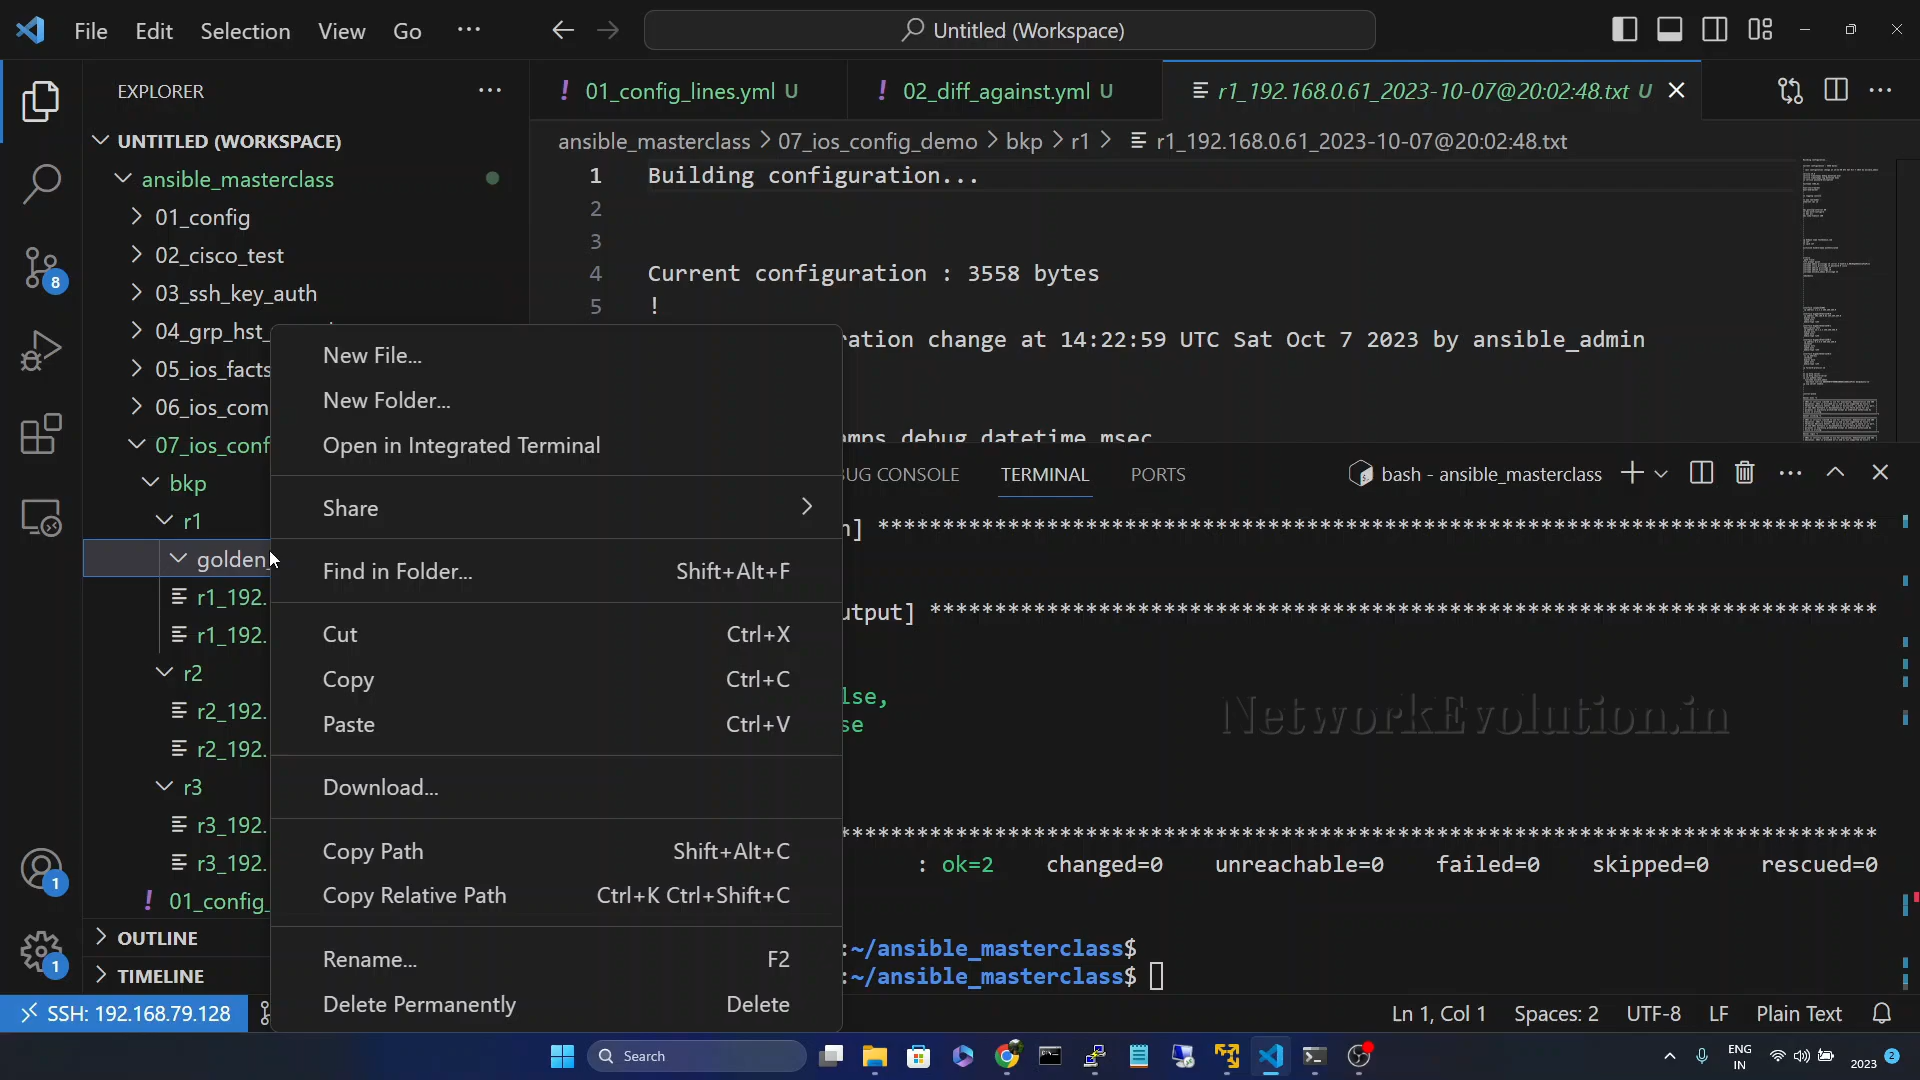 File Edit Selection View Go ···
Untitled (Workspace)
EXPLORER
UNTITLED (WORKSPACE)
ansible_masterclass
01_config
02_cisco_test
03_ssh_key_auth
04_grp_hst_
05_ios_facts
06_ios_com
07_ios_conf
bkp
r1
golden_
r1_192.
r1_192.
r2
r2_192.
r2_192.
r3
r3_192.
r3_192.
! 01_config_
OUTLINE
TIMELINE
8
1
1
! 01_config_lines.yml U
! 02_diff_against.yml U
r1_192.168.0.61_2023-10-07@20:02:48.txt U
ansible_masterclass > 07_ios_config_demo > bkp > r1 > r1_192.168.0.61_2023-10-07@20:02:48.txt
1 Building configuration...
2
3
4 Current configuration : 3558 bytes
5 !
ation change at 14:22:59 UTC Sat Oct 7 2023 by ansible_admin
amps debug datetime msec
New File...
New Folder...
Open in Integrated Terminal
Share
Find in Folder... Shift+Alt+F
Cut Ctrl+X
Copy Ctrl+C
Paste Ctrl+V
Download...
Copy Path Shift+Alt+C
Copy Relative Path Ctrl+K Ctrl+Shift+C
Rename... F2
Delete Permanently Delete
UG CONSOLE TERMINAL PORTS
bash - ansible_masterclass
] ****************************************************************************
utput] ************************************************************************
lse,
se
NetworkEvolution.in
*******************************************************************************
: ok=2 changed=0 unreachable=0 failed=0 skipped=0 rescued=0
:~/ansible_masterclass$
:~/ansible_masterclass$
SSH: 192.168.79.128
Ln 1, Col 1 Spaces: 2 UTF-8 LF Plain Text
Search
ENG
IN
2023
2